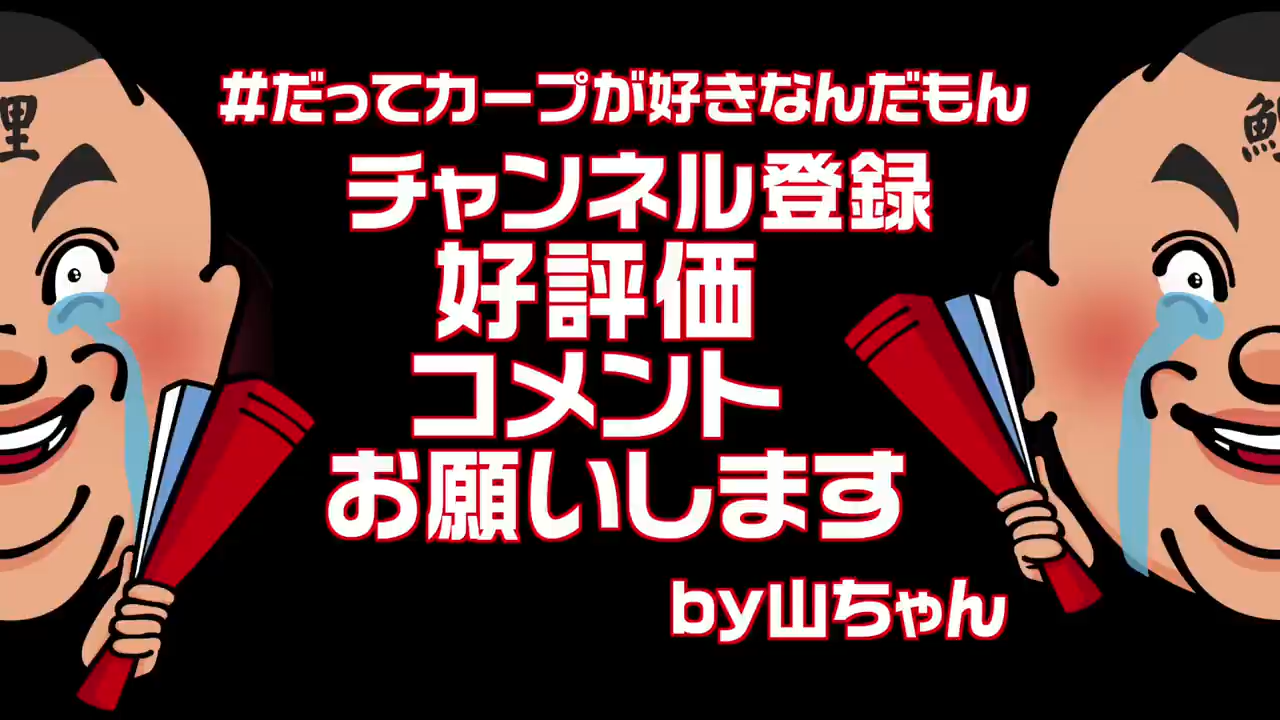 #だってカープが好きなんだもん
チャンネル登録
好評価
コメント
お願いします
by山ちゃん